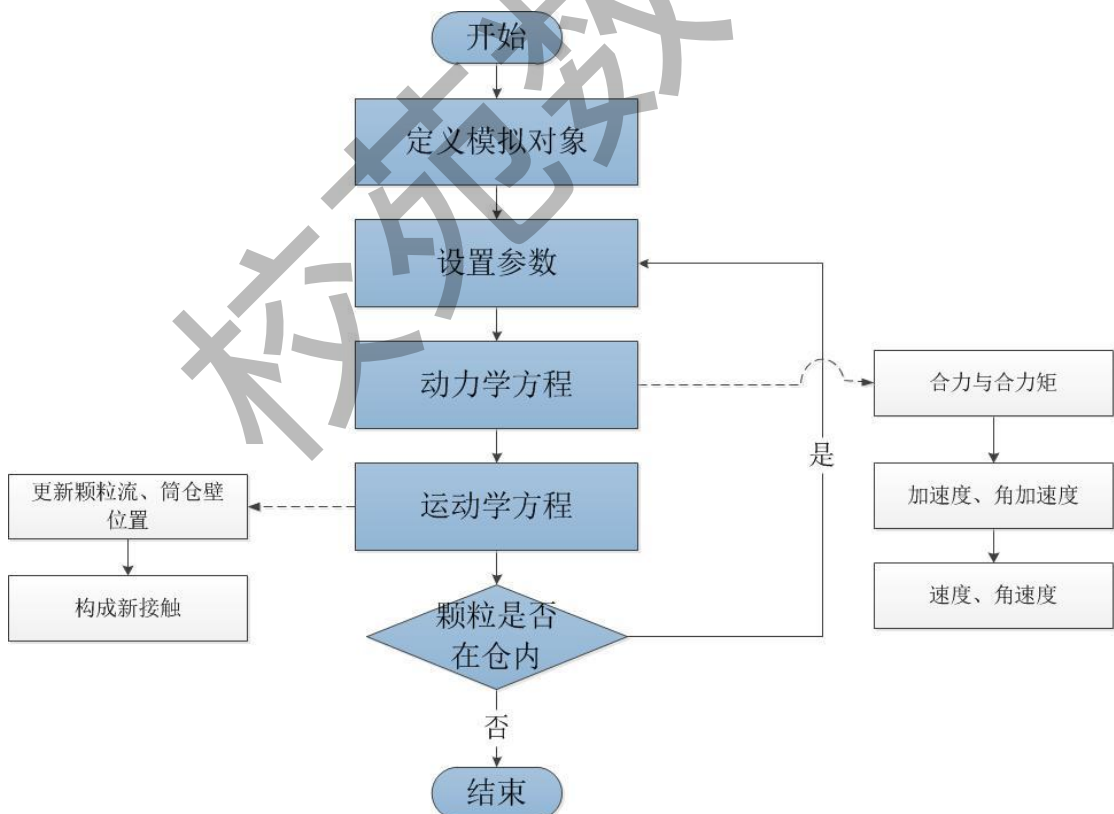 开始
定义模拟对象
设置参数
动力学方程
合力与合力矩
是
加速度、角加速度
更新颗粒流、筒仓壁
位置
运动学方程
速度、角速度
构成新接触
颗粒是否
在仓内
否
结束
校苑数